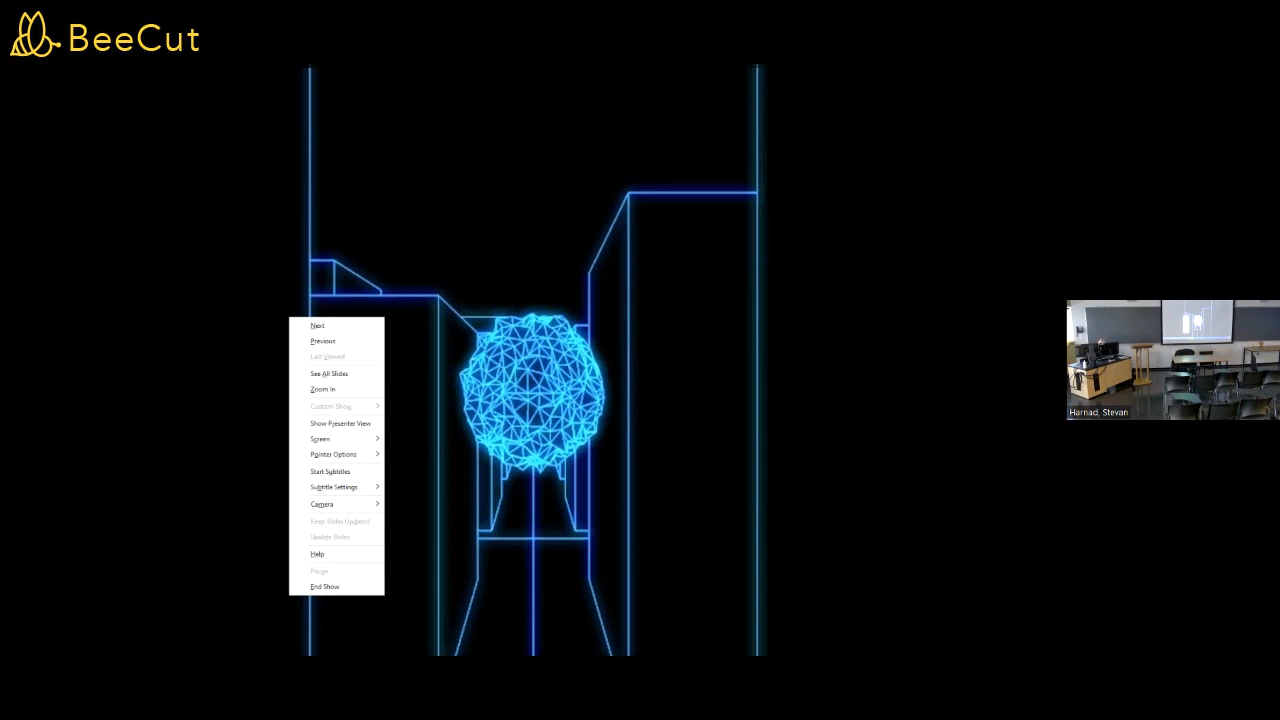 BeeCut
Next
Previous
Last Viewed
See All Slides
Zoom In
Custom Show
Show Presenter View
Screen
Pointer Options
Start Subtitles
Subtitle Settings
Camera
Keep Slides Updated
Update Slides
Help
Pause
End Show
Harnad, Stevan